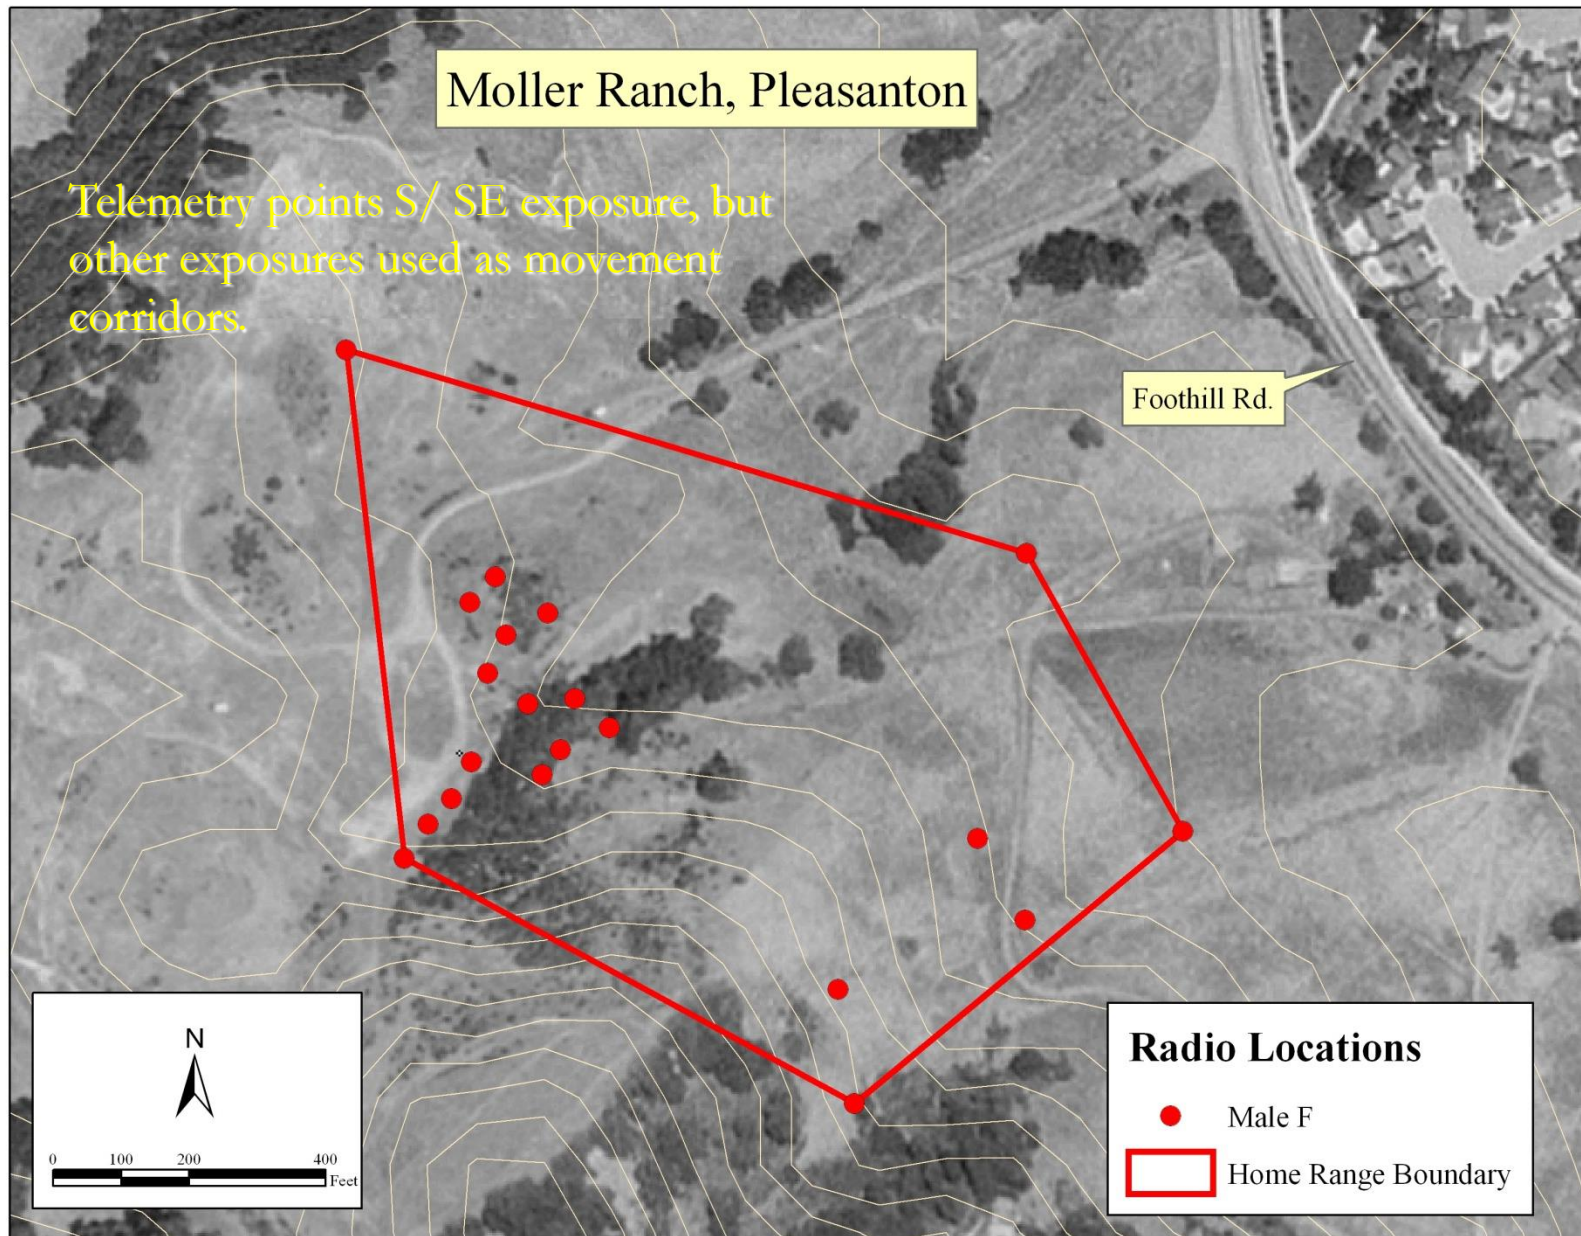 Moller Ranch, Pleasanton
Telemetry points S/ SE exposure, but
other exposures used as movement
corridors.
Foothill Rd.
N
0 100 200 400
Feet
Radio Locations
Male F
Home Range Boundary